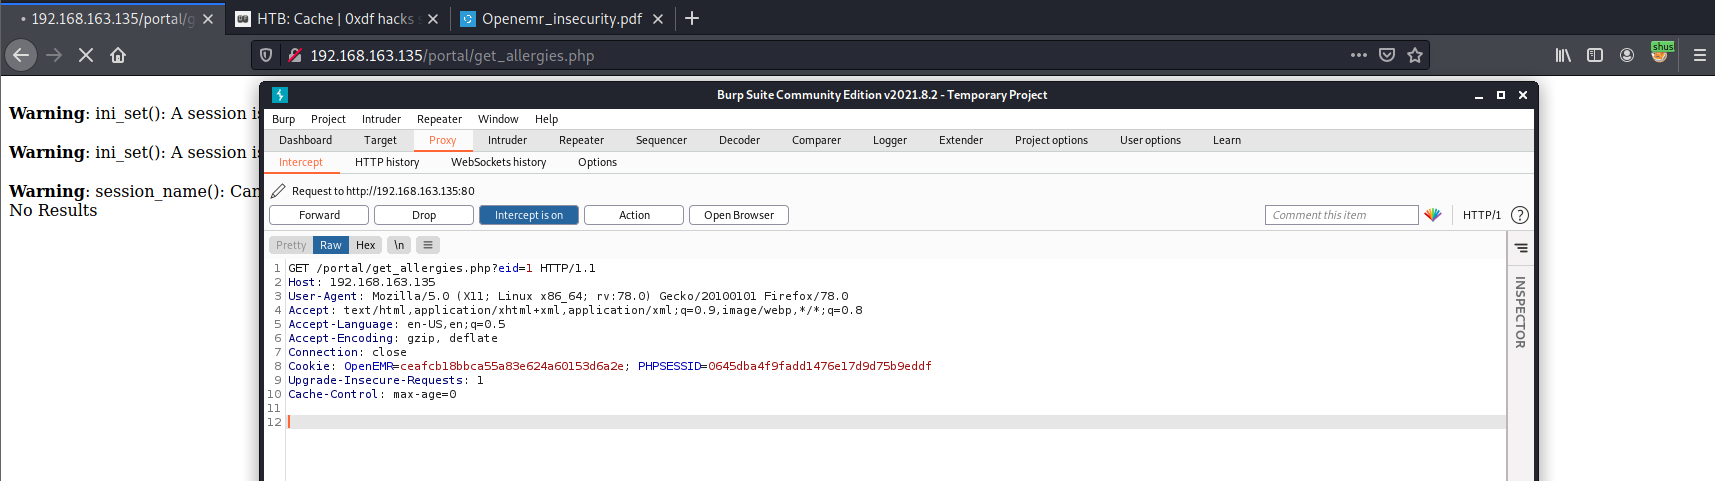 192.168.163.135/portal/g
HTB: Cache | 0xdf hacks s
Openemr_insecurity.pdf
192.168.163.135/portal/get_allergies.php
shus
Warning: ini_set(): A session is
Warning: ini_set(): A session is
Warning: session_name(): Can
No Results
Burp Suite Community Edition v2021.8.2 - Temporary Project
Burp Project Intruder Repeater Window Help
Dashboard Target Proxy Intruder Repeater Sequencer Decoder Comparer Logger Extender Project options User options Learn
Intercept HTTP history WebSockets history Options
Request to http://192.168.163.135:80
Forward Drop Intercept is on Action Open Browser Comment this item HTTP/1 ?
Pretty Raw Hex \n
1 GET /portal/get_allergies.php?eid=1 HTTP/1.1
2 Host: 192.168.163.135
3 User-Agent: Mozilla/5.0 (X11; Linux x86_64; rv:78.0) Gecko/20100101 Firefox/78.0
4 Accept: text/html,application/xhtml+xml,application/xml;q=0.9,image/webp,*/*;q=0.8
5 Accept-Language: en-US,en;q=0.5
6 Accept-Encoding: gzip, deflate
7 Connection: close
8 Cookie: OpenEMR=ceafcb18bbca55a83e624a60153d6a2e; PHPSESSID=0645dba4f9fadd1476e17d9d75b9eddf
9 Upgrade-Insecure-Requests: 1
10 Cache-Control: max-age=0
11
12
INSPECTOR